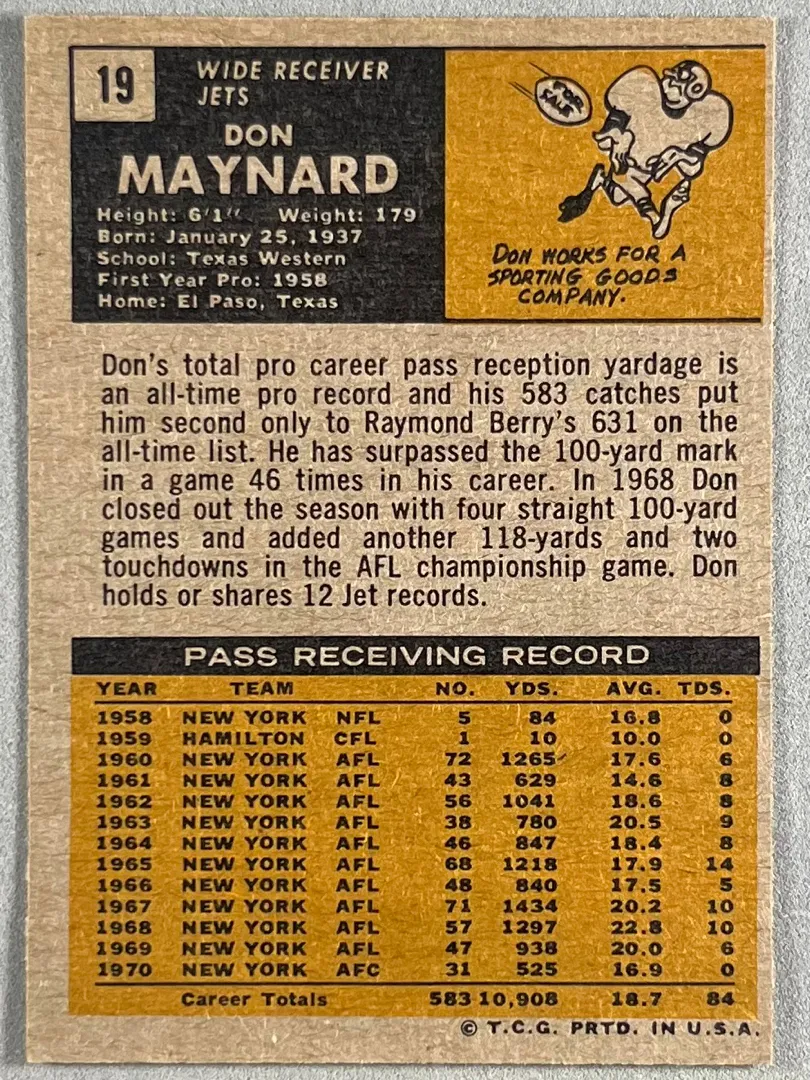 19
WIDE RECEIVER
JETS
DON
MAYNARD
Height: 6'1" Weight: 179
Born: January 25, 1937
School: Texas Western
First Year Pro: 1958
Home: El Paso, Texas
FOR
SALE
DON WORKS FOR A
SPORTING GOODS
COMPANY.
Don's total pro career pass reception yardage is
an all-time pro record and his 583 catches put
him second only to Raymond Berry's 631 on the
all-time list. He has surpassed the 100-yard mark
in a game 46 times in his career. In 1968 Don
closed out the season with four straight 100-yard
games and added another 118-yards and two
touchdowns in the AFL championship game. Don
holds or shares 12 Jet records.
PASS RECEIVING RECORD
YEAR TEAM NO. YDS. AVG. TDS.
1958 NEW YORK NFL 5 84 16.8 0
1959 HAMILTON CFL 1 10 10.0 0
1960 NEW YORK AFL 72 1265 17.6 6
1961 NEW YORK AFL 43 629 14.6 8
1962 NEW YORK AFL 56 1041 18.6 8
1963 NEW YORK AFL 38 780 20.5 9
1964 NEW YORK AFL 46 847 18.4 8
1965 NEW YORK AFL 68 1218 17.9 14
1966 NEW YORK AFL 48 840 17.5 5
1967 NEW YORK AFL 71 1434 20.2 10
1968 NEW YORK AFL 57 1297 22.8 10
1969 NEW YORK AFL 47 938 20.0 6
1970 NEW YORK AFC 31 525 16.9 0
Career Totals 583 10,908 18.7 84
© T.C.G. PRTD. IN U.S.A.